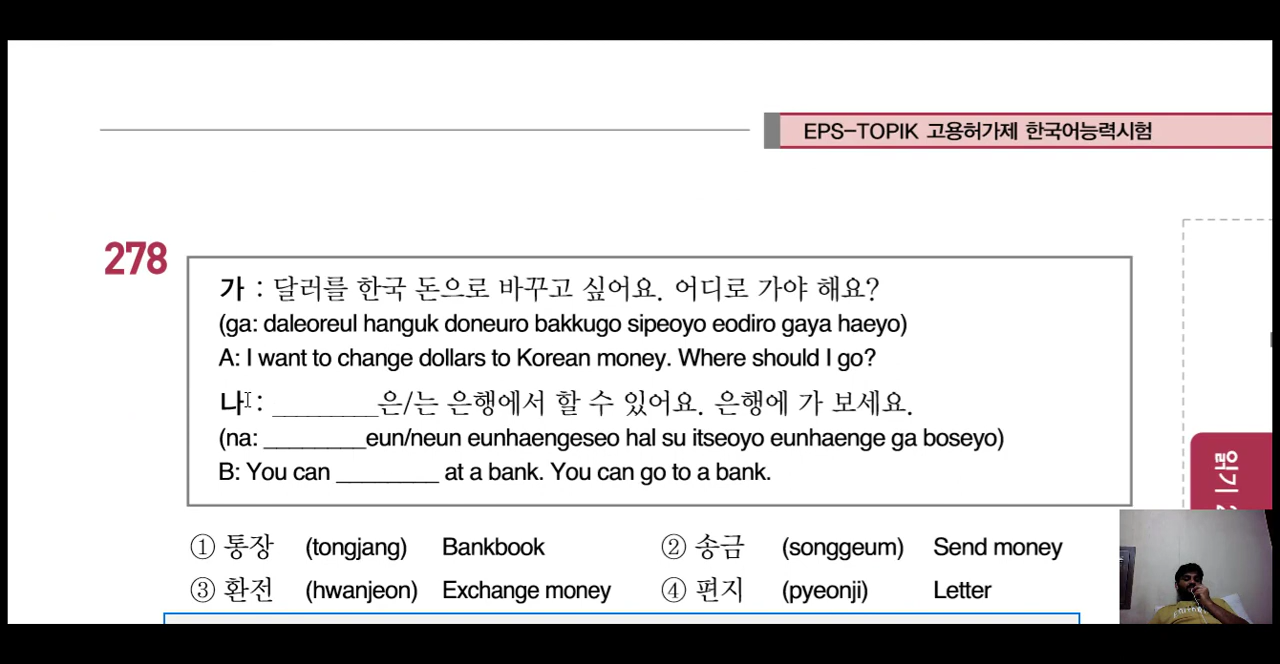 EPS-TOPIK 고용허가제 한국어능력시험
278
가 : 달러를 한국 돈으로 바꾸고 싶어요. 어디로 가야 해요?
(ga: daleoreul hanguk doneuro bakkugo sipeoyo eodiro gaya haeyo)
A: I want to change dollars to Korean money. Where should I go?
나 : _________은/는 은행에서 할 수 있어요. 은행에 가 보세요.
(na: ________eun/neun eunhaengeseo hal su itseoyo eunhaenge ga boseyo)
B: You can ________ at a bank. You can go to a bank.
① 통장 (tongjang) Bankbook ② 송금 (songgeum) Send money
③ 환전 (hwanjeon) Exchange money ④ 편지 (pyeonji) Letter
읽기